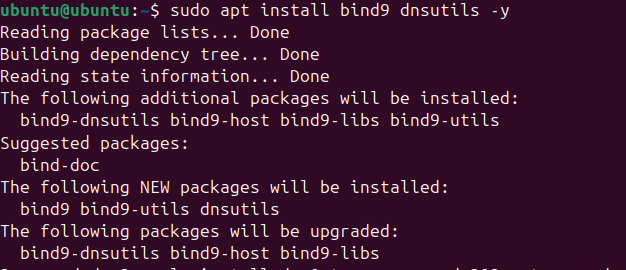 ubuntu@ubuntu:~$ sudo apt install bind9 dnsutils -y
Reading package lists... Done
Building dependency tree... Done
Reading state information... Done
The following additional packages will be installed:
  bind9-dnsutils bind9-host bind9-libs bind9-utils
Suggested packages:
  bind-doc
The following NEW packages will be installed:
  bind9 bind9-utils dnsutils
The following packages will be upgraded:
  bind9-dnsutils bind9-host bind9-libs